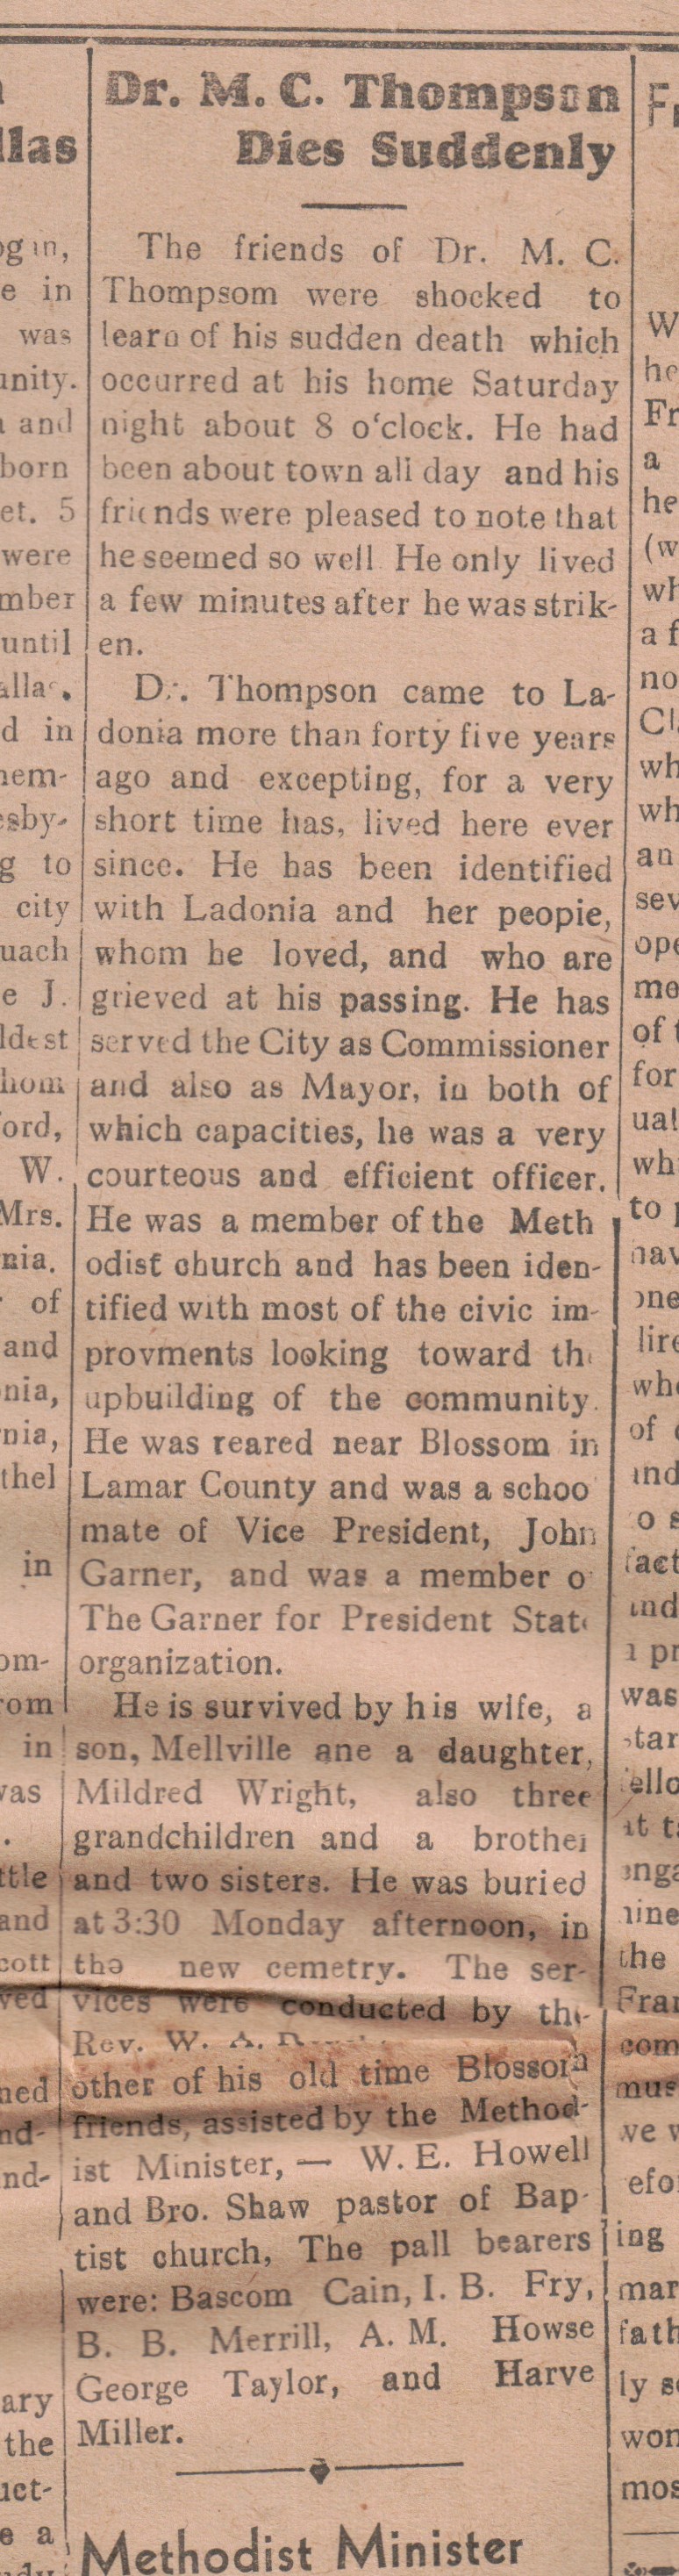 Dr. M. C. Thompson
Dies Suddenly
The friends of Dr. M. C.
Thompsom were shocked to
learn of his sudden death which
occurred at his home Saturday
night about 8 o'clock. He had
been about town all day and his
friends were pleased to note that
he seemed so well He only lived
a few minutes after he was strik-
en.
Dr. Thompson came to La-
donia more than forty five years
ago and excepting, for a very
short time has, lived here ever
since. He has been identified
with Ladonia and her peopie,
whom he loved, and who are
grieved at his passing. He has
served the City as Commissioner
and also as Mayor, in both of
which capacities, he was a very
courteous and efficient officer.
He was a member of the Meth
odist church and has been iden-
tified with most of the civic im-
provments looking toward th
upbuilding of the community.
He was reared near Blossom in
Lamar County and was a schoo
mate of Vice President, John
Garner, and was a member o
The Garner for President Stat
organization.
He is survived by his wife, a
son, Mellville ane a daughter,
Mildred Wright, also three
grandchildren and a brother
and two sisters. He was buried
at 3:30 Monday afternoon, in
the new cemetry. The ser-
vices were conducted by the
Rev. W. A.
other of his old time Blossom
friends, assisted by the Method-
ist Minister, — W. E. Howell
and Bro. Shaw pastor of Bap-
tist church, The pall bearers
were: Bascom Cain, I. B. Fry,
B. B. Merrill, A. M. Howse
George Taylor, and Harve
Miller.
Methodist Minister